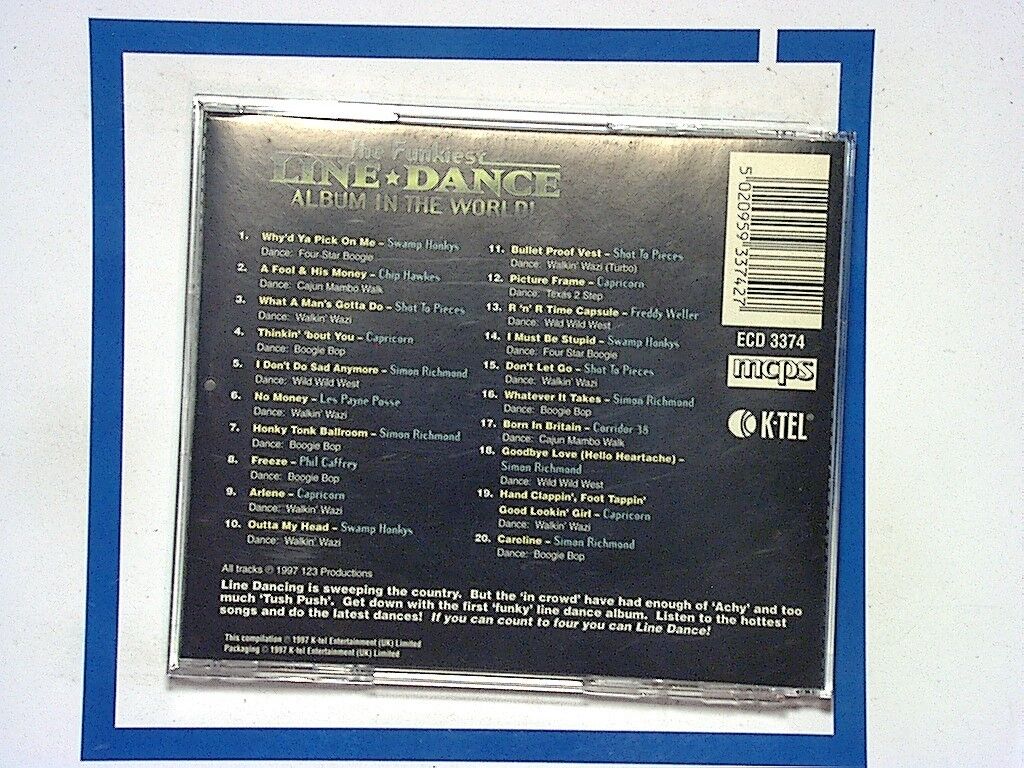 The Funkiest
LINE★DANCE
ALBUM IN THE WORLD!
1. Why'd Ya Pick On Me – Swamp Honkys
Dance: Four Star Boogie
2. A Fool & His Money – Chip Hawkes
Dance: Cajun Mambo Walk
3. What A Man's Gotta Do – Shot To Pieces
Dance: Walkin' Wazi
4. Thinkin' 'bout You – Capricorn
Dance: Boogie Bop
5. I Don't Do Sad Anymore – Simon Richmond
Dance: Wild Wild West
6. No Money – Les Payne Posse
Dance: Walkin' Wazi
7. Honky Tonk Ballroom – Simon Richmond
Dance: Boogie Bop
8. Freeze – Phil Caffrey
Dance: Boogie Bop
9. Arlene – Capricorn
Dance: Walkin' Wazi
10. Outta My Head – Swamp Honkys
Dance: Walkin' Wazi
11. Bullet Proof Vest – Shot To Pieces
Dance: Walkin' Wazi (Turbo)
12. Picture Frame – Capricorn
Dance: Texas 2 Step
13. R 'n' R Time Capsule – Freddy Weller
Dance: Wild Wild West
14. I Must Be Stupid – Swamp Honkys
Dance: Four Star Boogie
15. Don't Let Go – Shot To Pieces
Dance: Walkin' Wazi
16. Whatever It Takes – Simon Richmond
Dance: Boogie Bop
17. Born In Britain – Corridor 38
Dance: Cajun Mambo Walk
18. Goodbye Love (Hello Heartache) –
Simon Richmond
Dance: Wild Wild West
19. Hand Clappin', Foot Tappin'
Good Lookin' Girl – Capricorn
Dance: Walkin' Wazi
20. Caroline – Simon Richmond
Dance: Boogie Bop
5 020959 337427
ECD 3374
mcps
K-TEL®
All tracks ℗ 1997 123 Productions
Line Dancing is sweeping the country. But the 'in crowd' have had enough of 'Achy' and too
much 'Tush Push'. Get down with the first 'funky' line dance album. Listen to the hottest
songs and do the latest dances! If you can count to four you can Line Dance!
This compilation ℗ 1997 K-tel Entertainment (UK) Limited
Packaging © 1997 K-tel Entertainment (UK) Limited